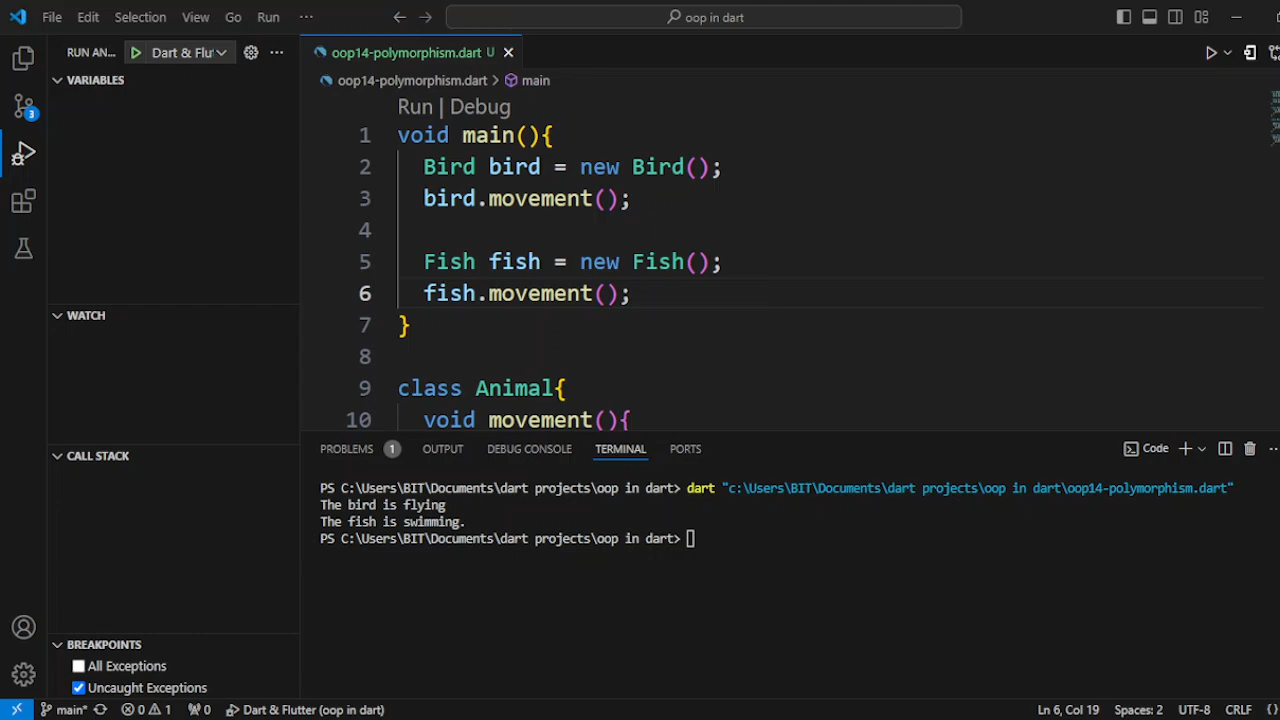 File Edit Selection View Go Run ··· oop in dart
RUN AN... Dart & Flut ···
VARIABLES
WATCH
CALL STACK
BREAKPOINTS
All Exceptions
Uncaught Exceptions
3
oop14-polymorphism.dart U
oop14-polymorphism.dart > main
Run | Debug
1 void main(){
2 Bird bird = new Bird();
3 bird.movement();
4
5 Fish fish = new Fish();
6 fish.movement();
7 }
8
9 class Animal{
10 void movement(){
PROBLEMS 1 OUTPUT DEBUG CONSOLE TERMINAL PORTS Code
PS C:\Users\BIT\Documents\dart projects\oop in dart> dart "c:\Users\BIT\Documents\dart projects\oop in dart\oop14-polymorphism.dart"
The bird is flying
The fish is swimming.
PS C:\Users\BIT\Documents\dart projects\oop in dart>
main* 0 1 0 Dart & Flutter (oop in dart) Ln 6, Col 19 Spaces: 2 UTF-8 CRLF {}